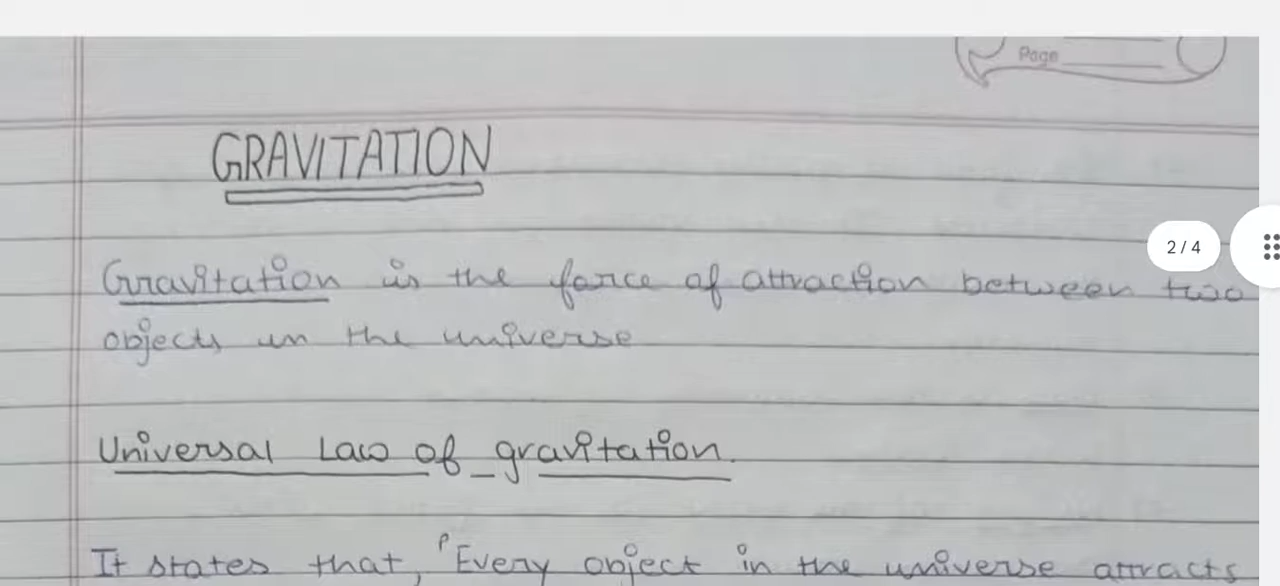 Page
GRAVITATION
2/4
Gravitation is the force of attraction between two
objects in the universe
Universal Law of gravitation.
It states that, "Every object in the universe attracts